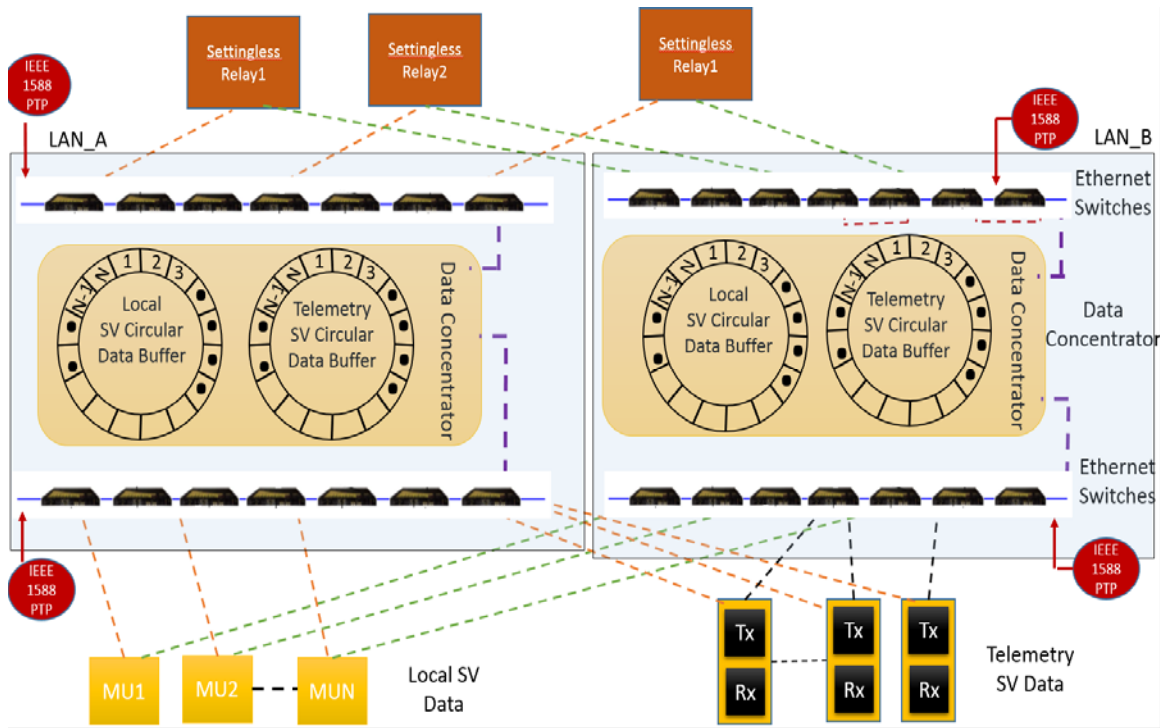 Settingless
Relay1
Settingless
Relay2
Settingless
Relay1
IEEE
1588
PTP
IEEE
1588
PTP
LAN_A
LAN_B
Ethernet
Switches
N-1 N 1 2 3
Local
SV Circular
Data Buffer
N-1 N 1 2 3
Telemetry
SV Circular
Data Buffer
Data Concentrator
N-1 N 1 2 3
Local
SV Circular
Data Buffer
N-1 N 1 2 3
Telemetry
SV Circular
Data Buffer
Data Concentrator
Data
Concentrator
Ethernet
Switches
IEEE
1588
PTP
IEEE
1588
PTP
MU1
MU2
MUN
Local SV
Data
Tx
Rx
Tx
Rx
Tx
Rx
Telemetry
SV Data